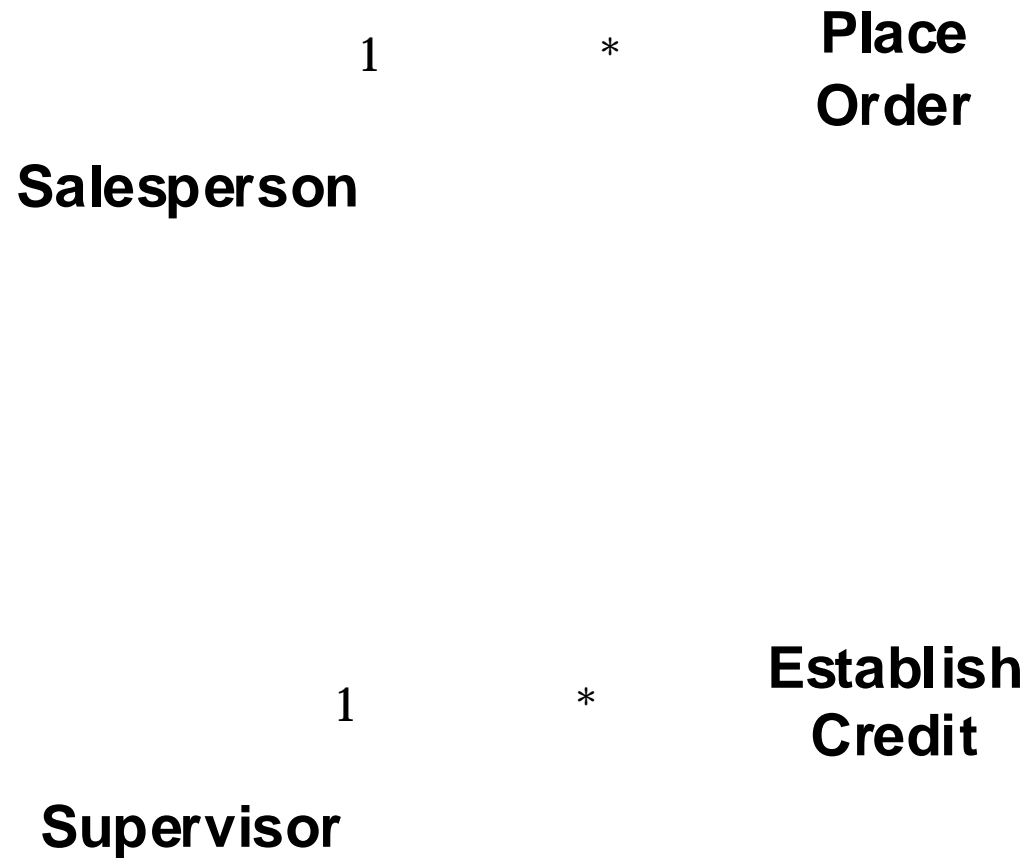 1 * Place
Order
Salesperson
1 * Establish
Credit
Supervisor